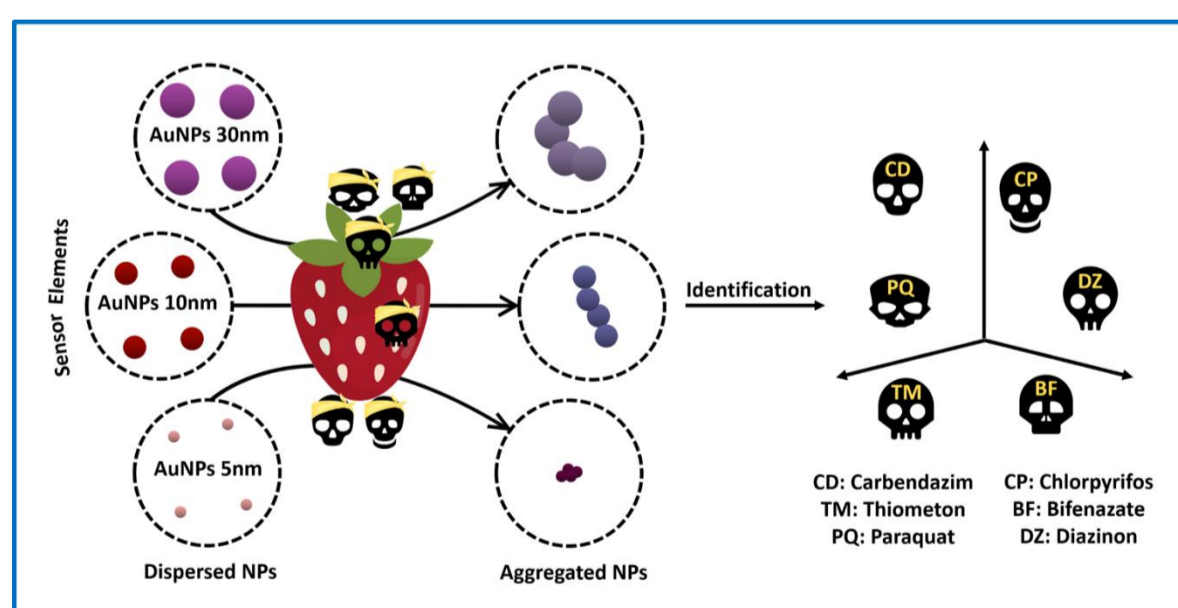 Sensor Elements
AuNPs 30nm
AuNPs 10nm
AuNPs 5nm
Dispersed NPs
Aggregated NPs
Identification
CD
CP
PQ
DZ
TM
BF
CD: Carbendazim
CP: Chlorpyrifos
TM: Thiometon
BF: Bifenazate
PQ: Paraquat
DZ: Diazinon